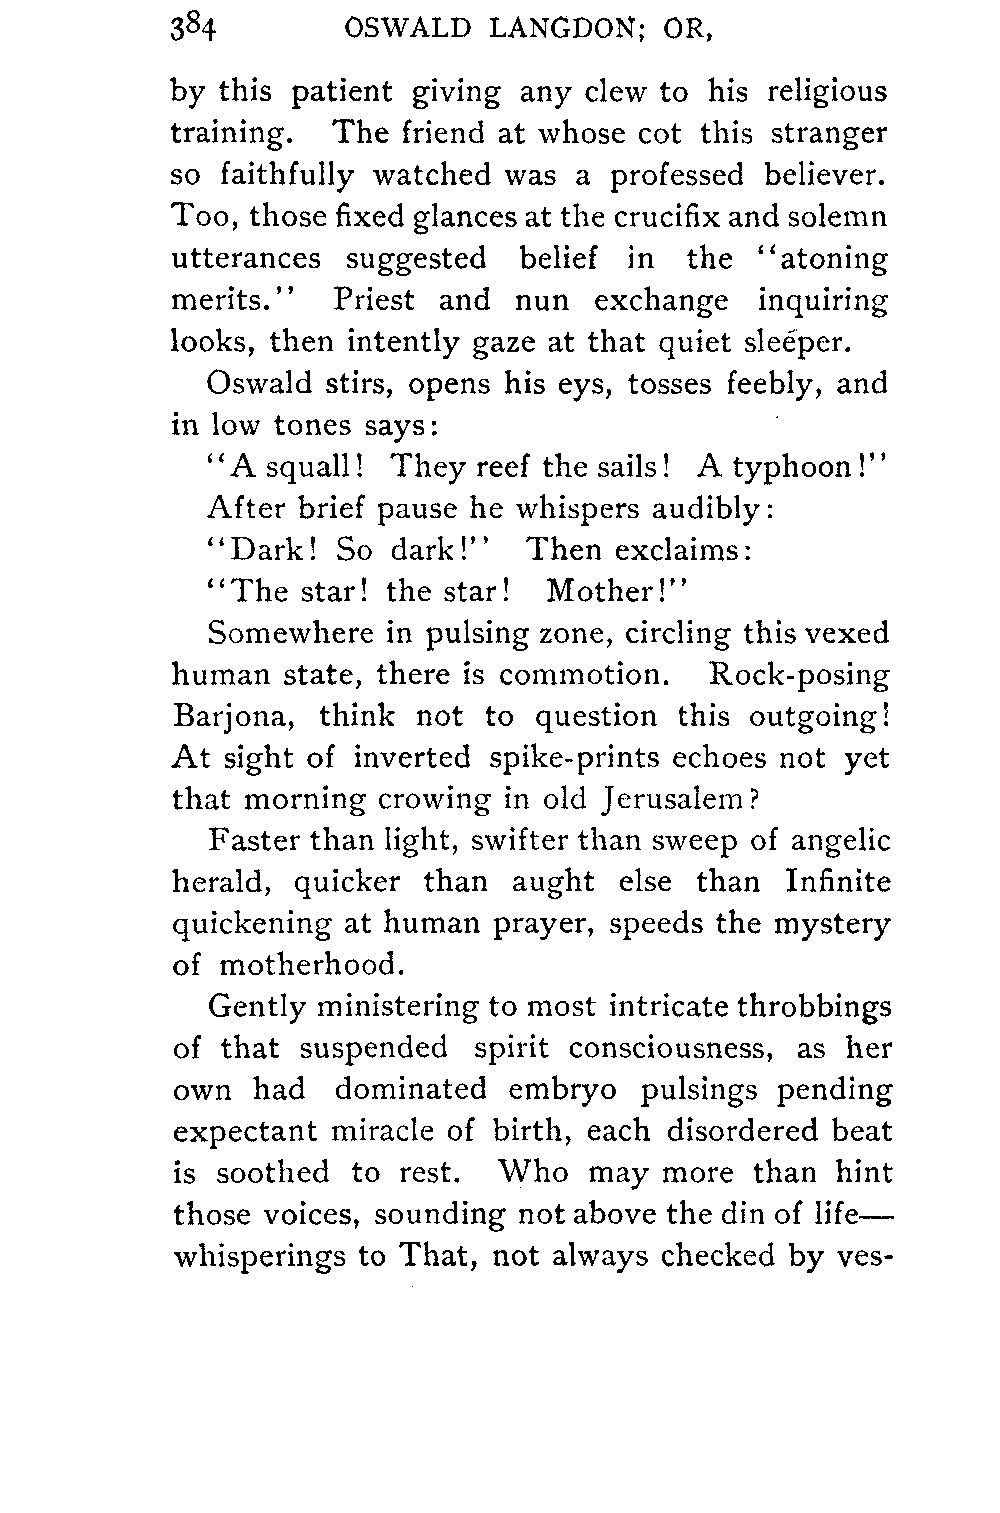 384 OSWALD LANGDON; OR,
by this patient giving any clew to his religious
training. The friend at whose cot this stranger
so faithfully watched was a professed believer.
Too, those fixed glances at the crucifix and solemn
utterances suggested belief in the "atoning
merits." Priest and nun exchange inquiring
looks, then intently gaze at that quiet sleeper.
Oswald stirs, opens his eys, tosses feebly, and
in low tones says:
"A squall! They reef the sails! A typhoon!"
After brief pause he whispers audibly:
"Dark! So dark!" Then exclaims:
"The star! the star! Mother!"
Somewhere in pulsing zone, circling this vexed
human state, there is commotion. Rock-posing
Barjona, think not to question this outgoing!
At sight of inverted spike-prints echoes not yet
that morning crowing in old Jerusalem?
Faster than light, swifter than sweep of angelic
herald, quicker than aught else than Infinite
quickening at human prayer, speeds the mystery
of motherhood.
Gently ministering to most intricate throbbings
of that suspended spirit consciousness, as her
own had dominated embryo pulsings pending
expectant miracle of birth, each disordered beat
is soothed to rest. Who may more than hint
those voices, sounding not above the din of life—
whisperings to That, not always checked by ves-